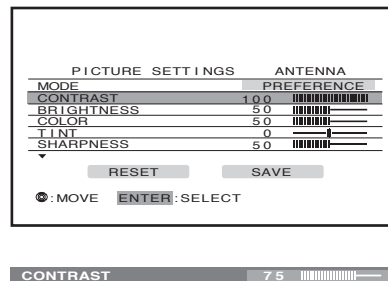 PICTURE SETTINGS ANTENNA
MODE PREFERENCE
CONTRAST 100
BRIGHTNESS 50
COLOR 50
TINT 0
SHARPNESS 50
RESET SAVE
:MOVE ENTER:SELECT
CONTRAST 75